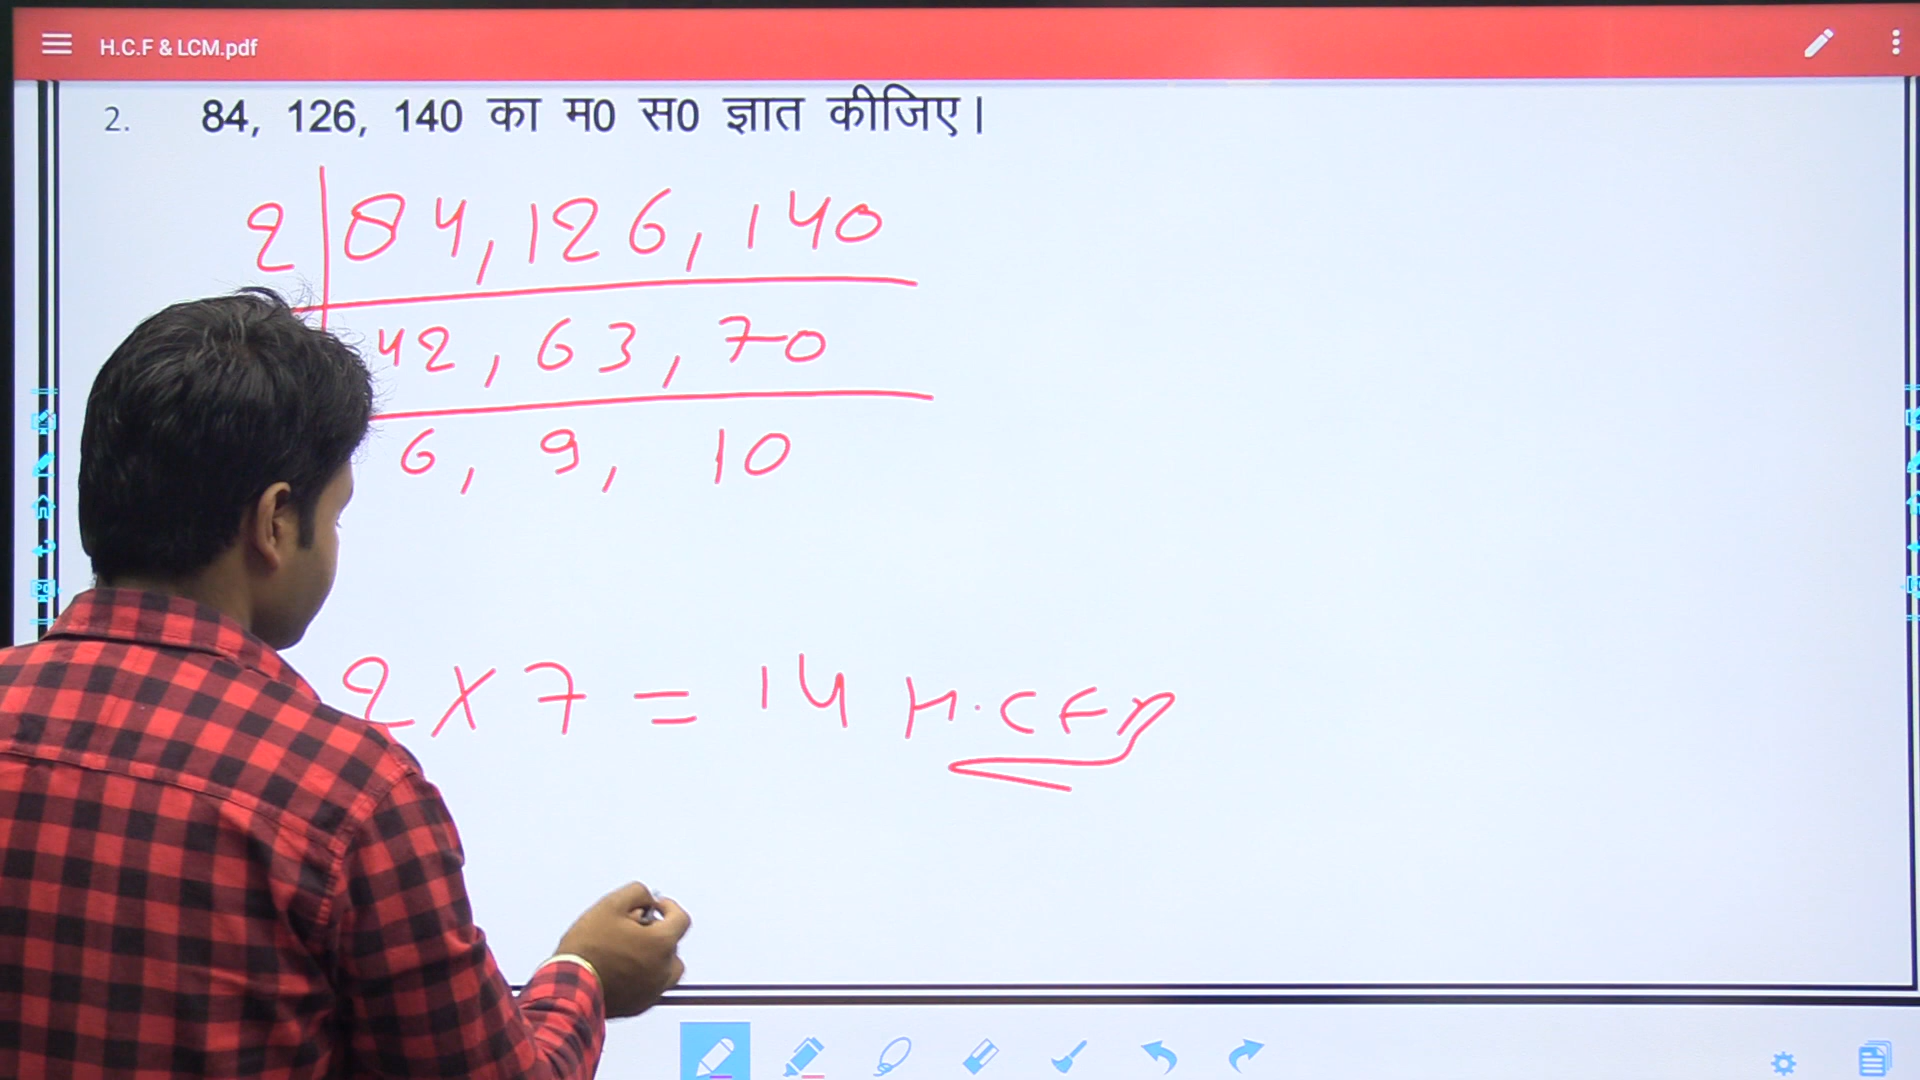 H.C.F & LCM.pdf
2. 84, 126, 140 का म0 स0 ज्ञात कीजिए।
2 84, 126, 140
42, 63, 70
6, 9, 10
2 × 7 = 14 H.C.F